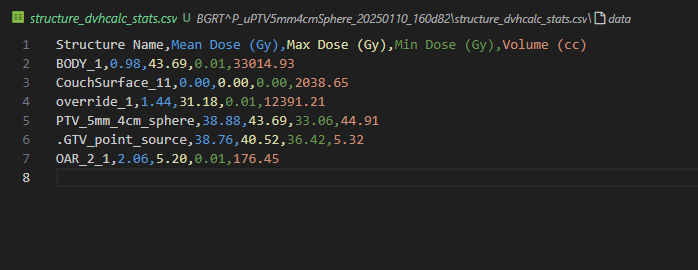 structure_dvhcalc_stats.csv U BGRT^P_uPTV5mm4cmSphere_20250110_160d82\structure_dvhcalc_stats.csv\ data
1 Structure Name,Mean Dose (Gy),Max Dose (Gy),Min Dose (Gy),Volume (cc)
2 BODY_1,0.98,43.69,0.01,33014.93
3 CouchSurface_11,0.00,0.00,0.00,2038.65
4 override_1,1.44,31.18,0.01,12391.21
5 PTV_5mm_4cm_sphere,38.88,43.69,33.06,44.91
6 .GTV_point_source,38.76,40.52,36.42,5.32
7 OAR_2_1,2.06,5.20,0.01,176.45
8